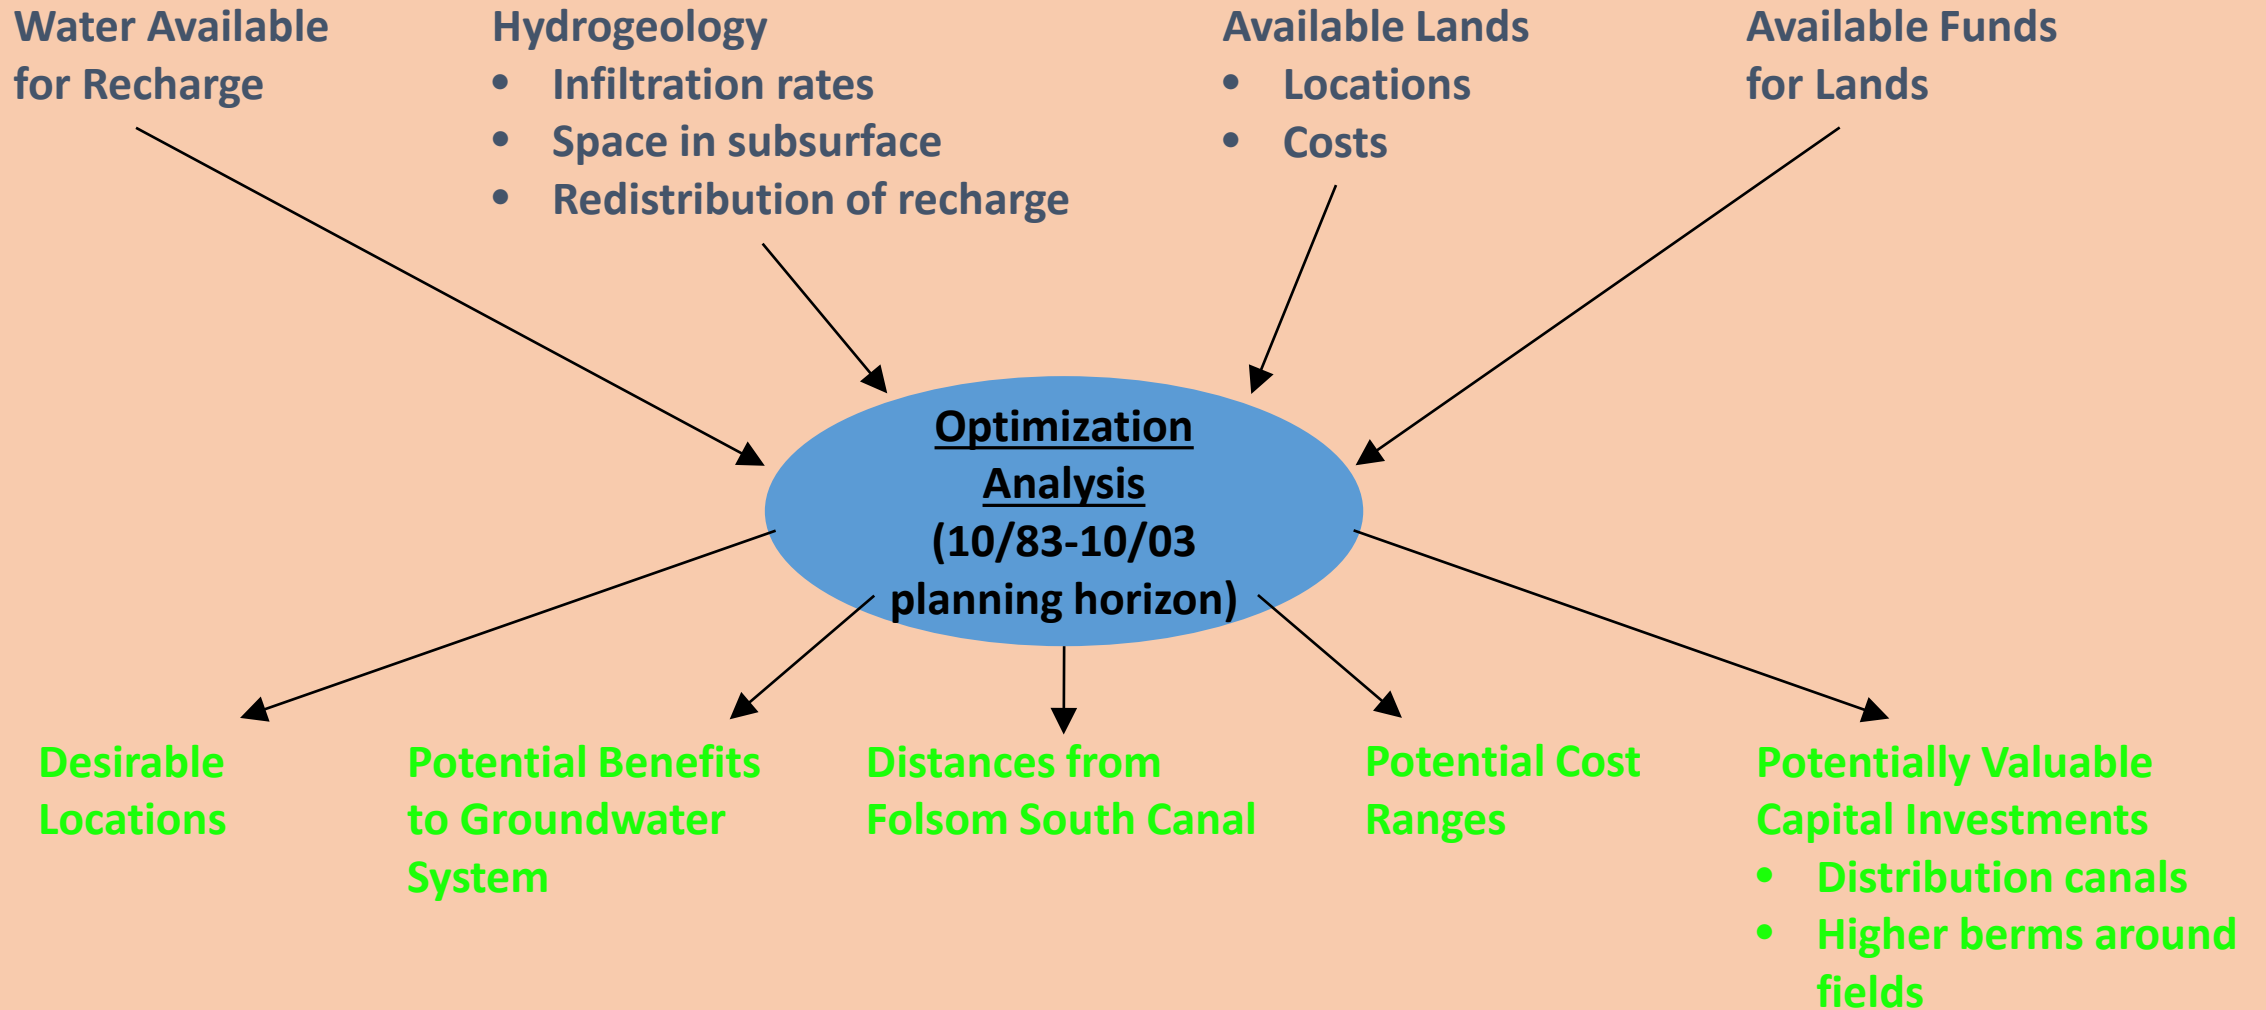 Water Available
for Recharge
Hydrogeology
• Infiltration rates
• Space in subsurface
• Redistribution of recharge
Available Lands
• Locations
• Costs
Available Funds
for Lands
Optimization
Analysis
(10/83-10/03
planning horizon)
Desirable
Locations
Potential Benefits
to Groundwater
System
Distances from
Folsom South Canal
Potential Cost
Ranges
Potentially Valuable
Capital Investments
• Distribution canals
• Higher berms around
fields